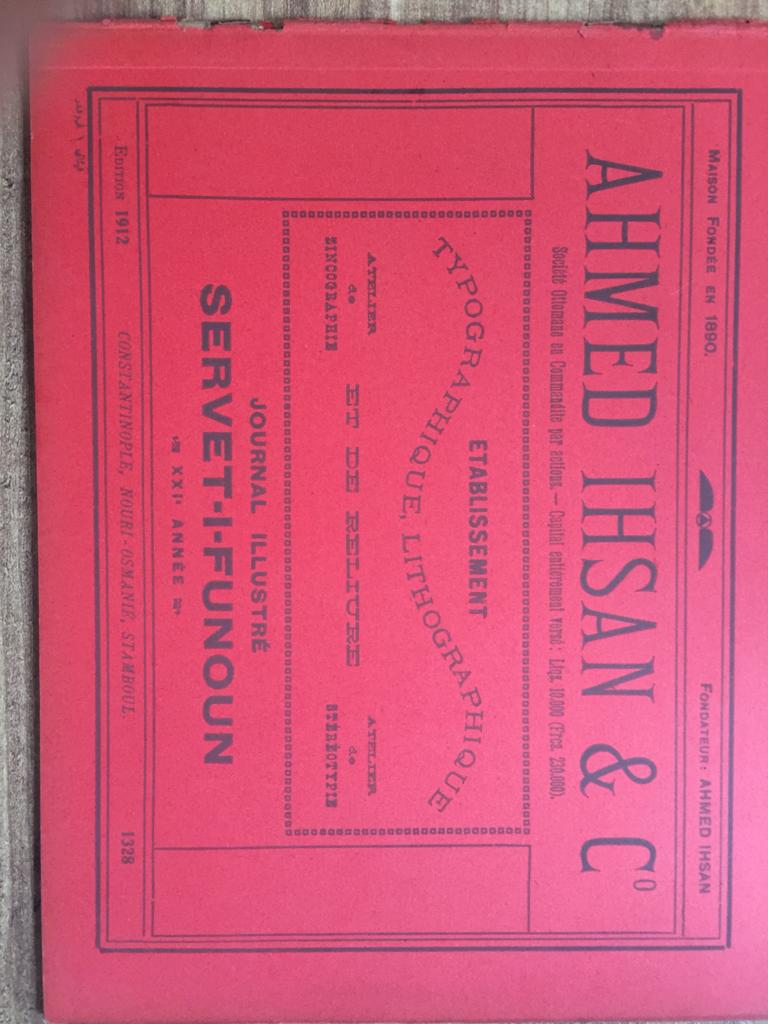 MAISON FONDÉE EN 1890. FONDATEUR: AHMED IHSAN
AHMED IHSAN & Cº
Société Ottomane en Commandite par actions. — Capital entièrement versé: Ltqs. 10.000 (Frcs. 230.000).
ETABLISSEMENT
TYPOGRAPHIQUE, LITHOGRAPHIQUE
ET DE RELIURE
ATELIER
de
ZINCOGRAPHIE
ATELIER
de
STÉRÉOTYPIE
JOURNAL ILLUSTRÉ
SERVET-I-FUNOUN
XXIe ANNÉE
EDITION 1912 CONSTANTINOPLE, NOURI-OSMANIÉ, STAMBOUL. 1328